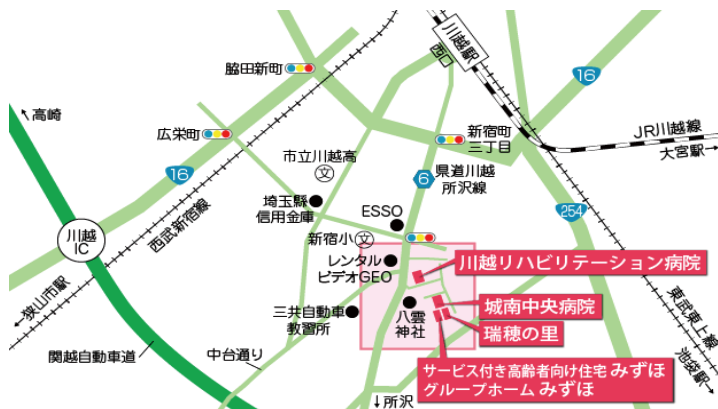 川越駅
西口
脇田新町
16
高崎
広栄町
新宿町
三丁目
JR川越線
大宮駅→
市立川越高
文
16
県道川越
所沢線
6
埼玉縣
信用金庫
ESSO
254
川越
IC
西武新宿線
新宿小
文
レンタル
ビデオGEO
川越リハビリテーション病院
狭山市駅
三共自動車
教習所
八雲
神社
城南中央病院
瑞穂の里
東武東上線
関越自動車道
中台通り
サービス付き高齢者向け住宅 みずほ
グループホーム みずほ
池袋駅
↓所沢